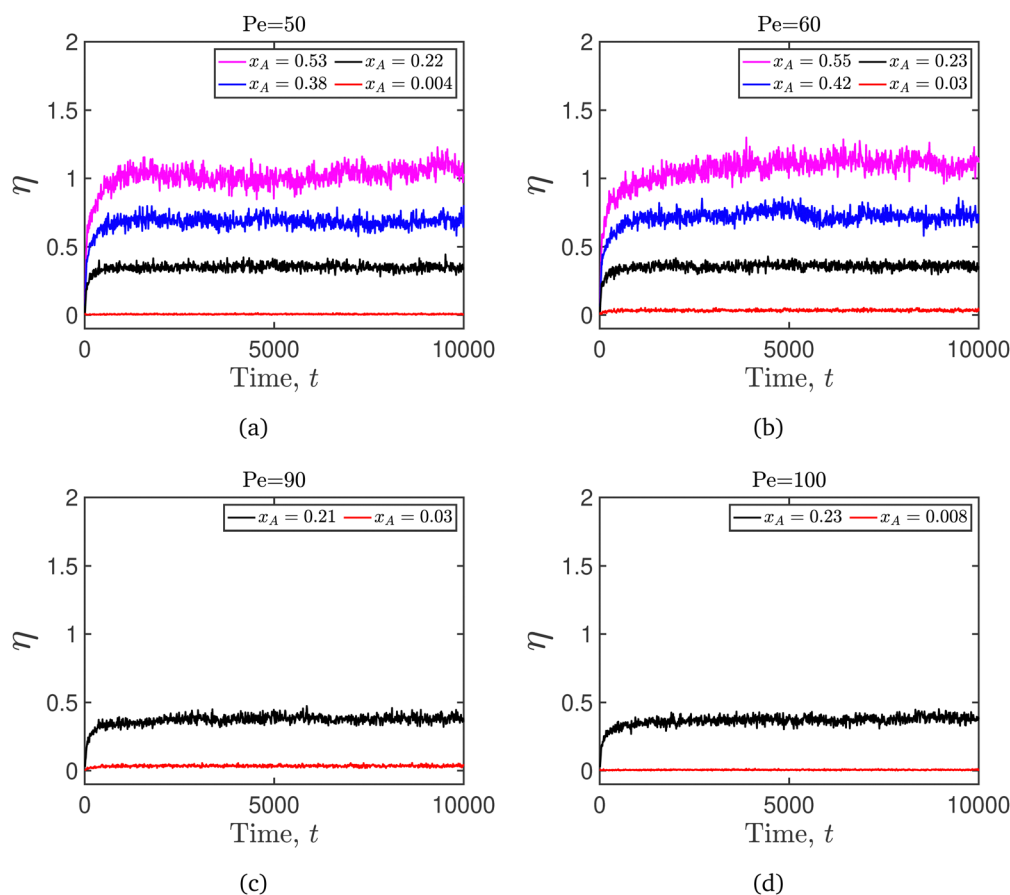 Pe=50
2
1.5
1
0.5
0
η
x_A = 0.53 x_A = 0.22
x_A = 0.38 x_A = 0.004
0 5000 10000
Time, t
(a)
Pe=60
2
1.5
1
0.5
0
η
x_A = 0.55 x_A = 0.23
x_A = 0.42 x_A = 0.03
0 5000 10000
Time, t
(b)
Pe=90
2
1.5
1
0.5
0
η
x_A = 0.21 x_A = 0.03
0 5000 10000
Time, t
(c)
Pe=100
2
1.5
1
0.5
0
η
x_A = 0.23 x_A = 0.008
0 5000 10000
Time, t
(d)